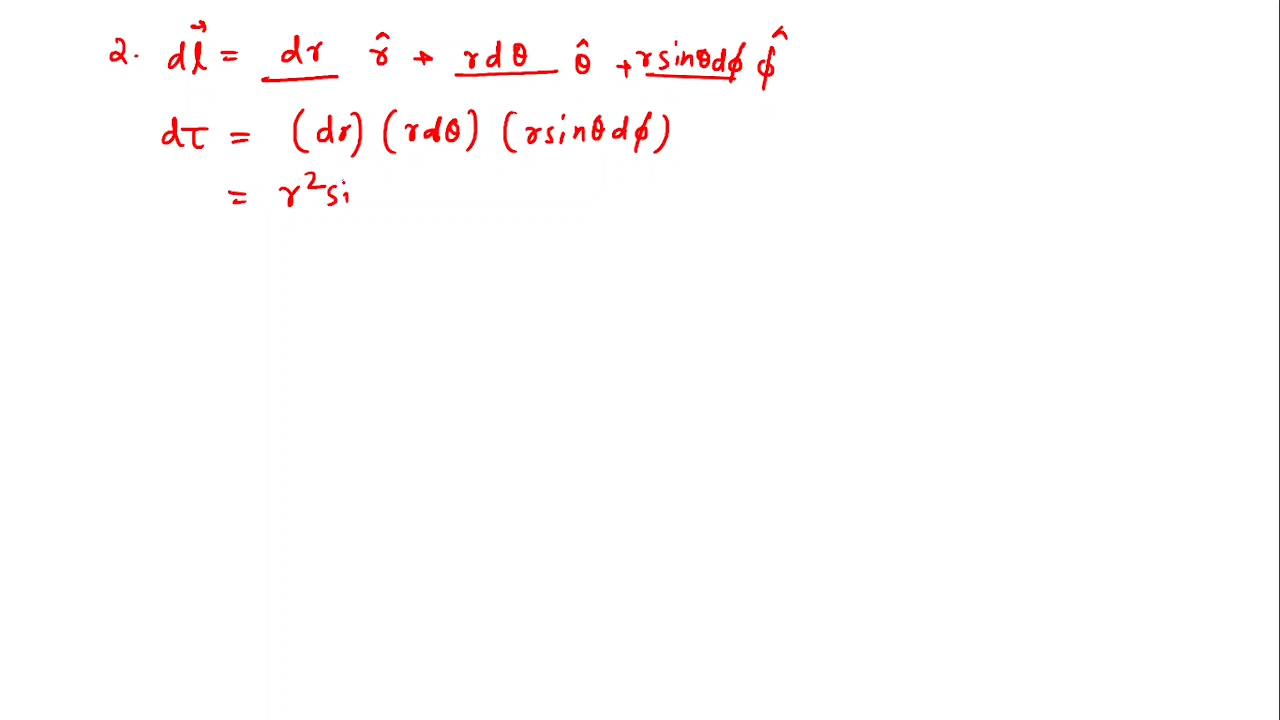 2. dl⃗ = dr r̂ + rdθ θ̂ + rsinθdϕ ϕ̂
dτ = (dr) (rdθ) (rsinθdϕ)
= r²si